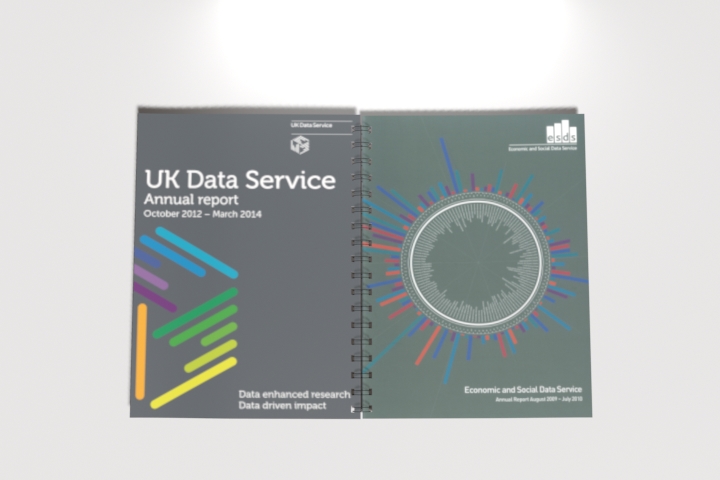 UK Data Service
UK Data Service
Annual report
October 2012 – March 2014
Data enhanced research
Data driven impact
esds
Economic and Social Data Service
Economic and Social Data Service
Annual Report August 2009 – July 2010